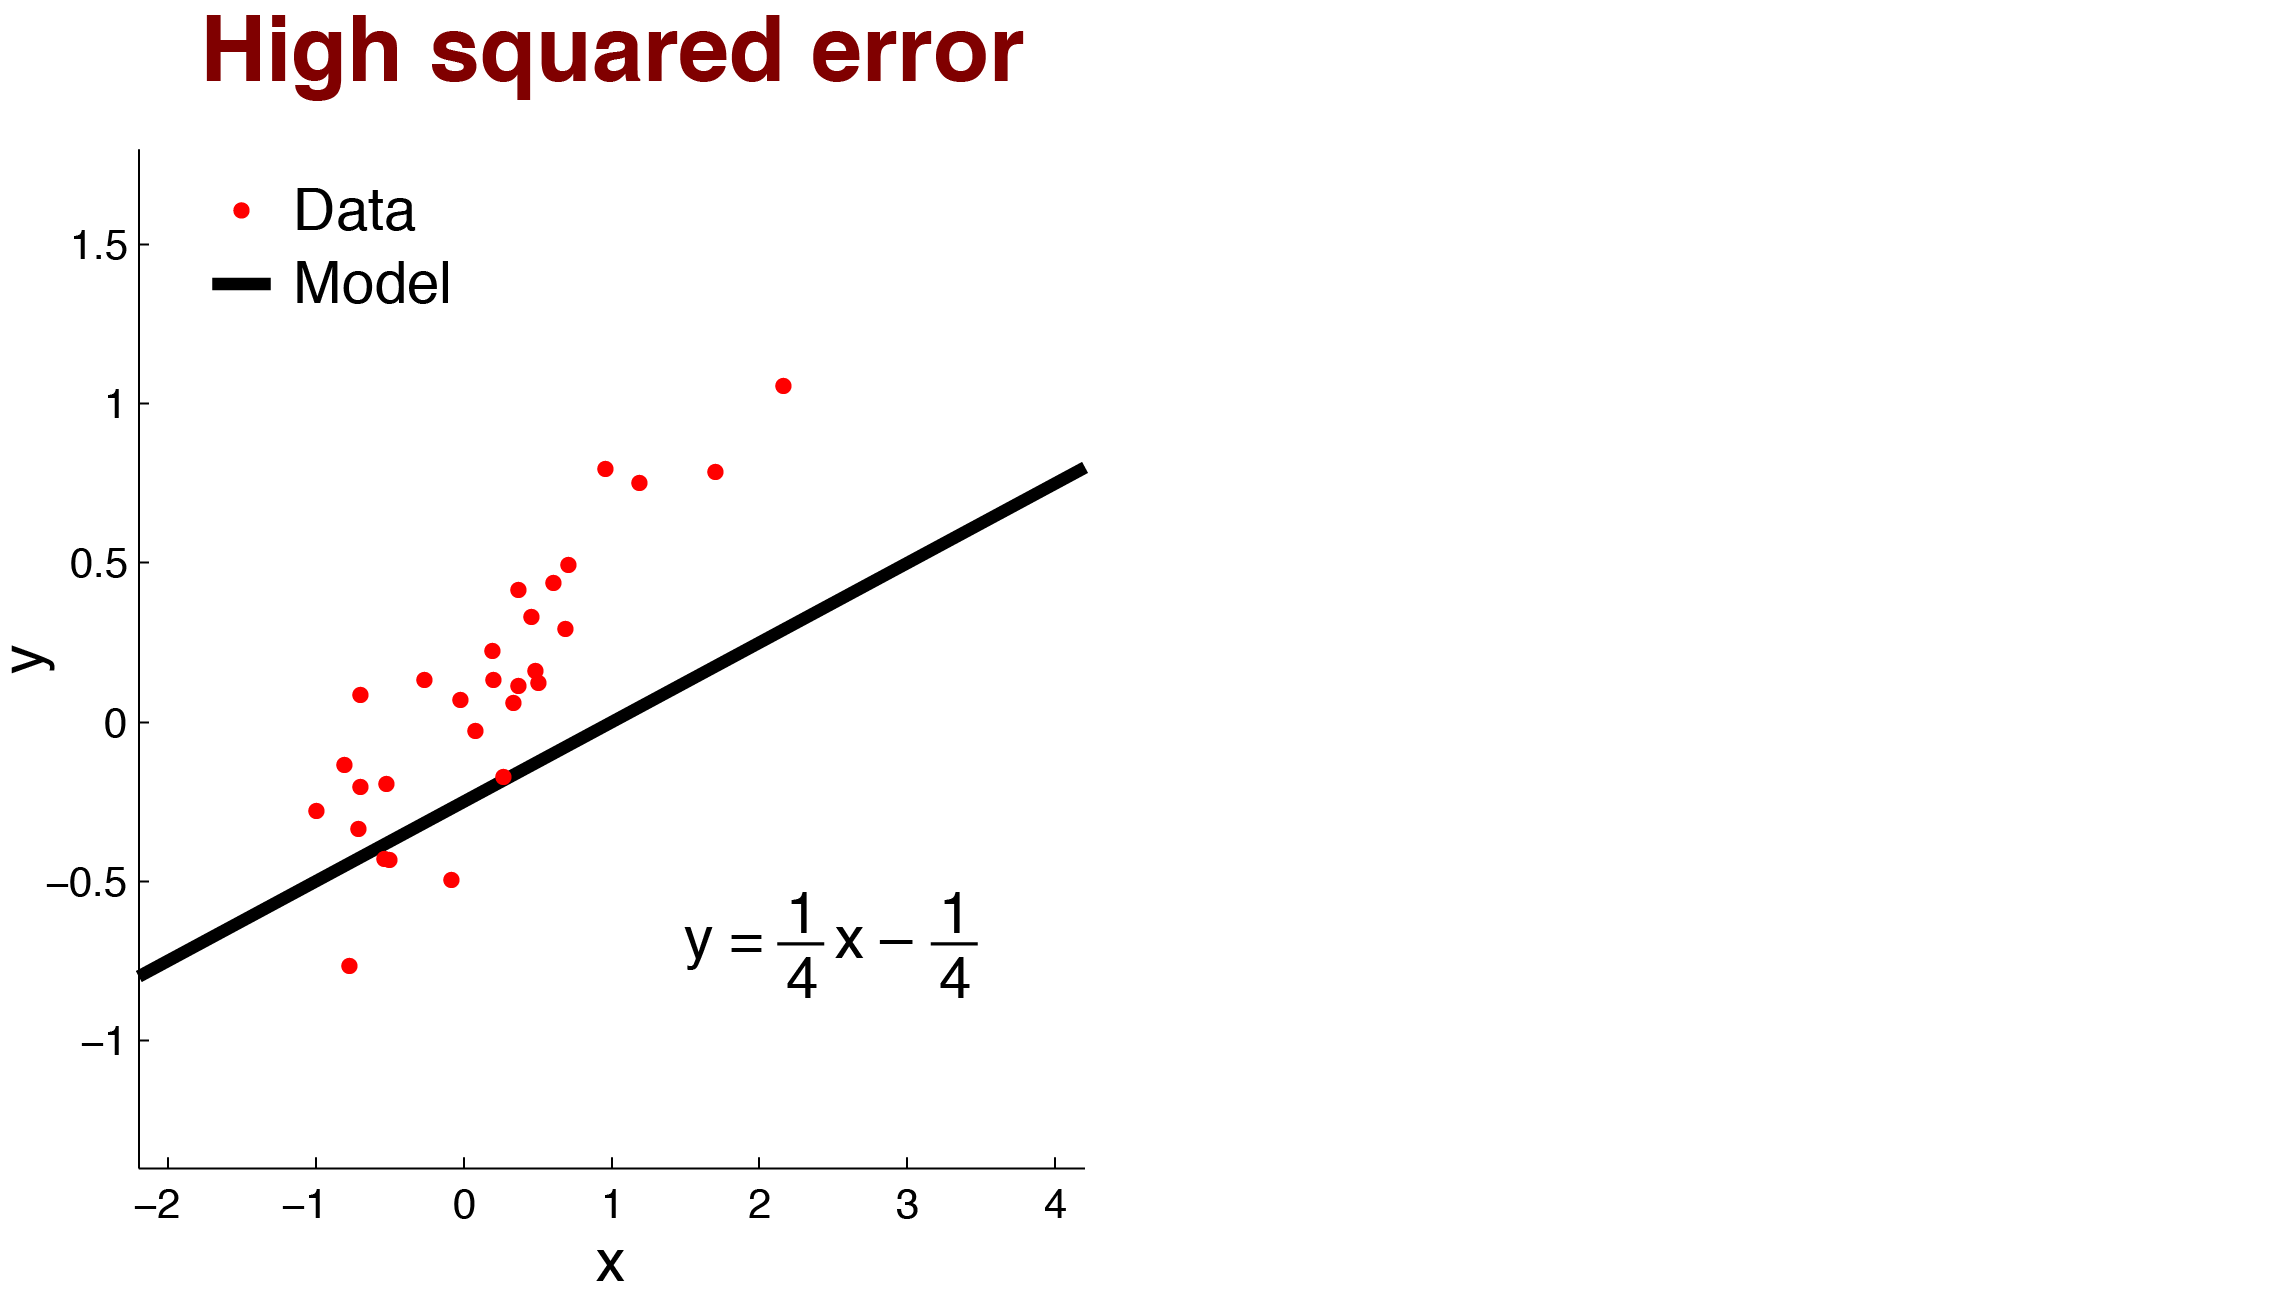 High squared error
Data
Model
1.5
1
0.5
0
−0.5
−1
y
y = 1/4 x − 1/4
−2 −1 0 1 2 3 4
x